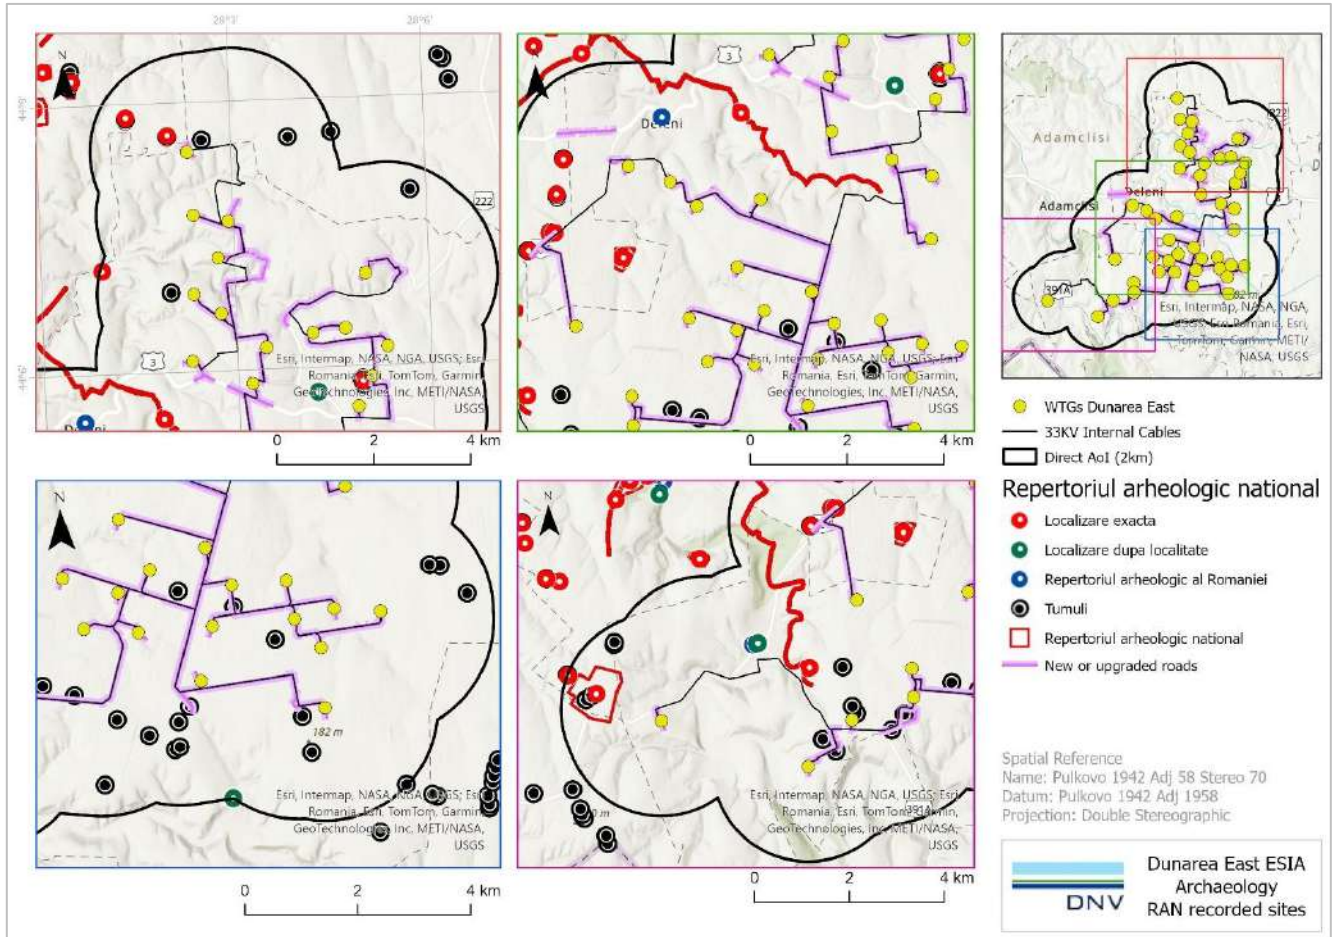 28°3'
28°6'
44°9'
44°6'
N
222
3
Esri, Intermap, NASA, NGA, USGS; Esri
Romania, Esri, TomTom, Garmin,
GeoTechnologies, Inc, METI/NASA,
USGS
Deleni
0 2 4 km
3
Deleni
Esri, Intermap, NASA, NGA, USGS; Esri
Romania, Esri, TomTom, Garmin,
GeoTechnologies, Inc, METI/NASA,
USGS
0 2 4 km
222
Adamclisi
Deleni
Adamclisi
391A
Esri, Intermap, NASA, NGA,
USGS; Esri Romania, Esri,
TomTom, Garmin, METI/
NASA, USGS
WTGs Dunarea East
33KV Internal Cables
Direct AoI (2km)
Repertoriul arheologic national
Localizare exacta
Localizare dupa localitate
Repertoriul arheologic al Romaniei
Tumuli
Repertoriul arheologic national
New or upgraded roads
N
182 m
Esri, Intermap, NASA, NGA, USGS; Esri
Romania, Esri, TomTom, Garmin,
GeoTechnologies, Inc, METI/NASA,
USGS
0 2 4 km
N
391A
Esri, Intermap, NASA, NGA, USGS; Esri
Romania, Esri, TomTom, Garmin,
GeoTechnologies, Inc, METI/NASA,
USGS
0 2 4 km
Spatial Reference
Name: Pulkovo 1942 Adj 58 Stereo 70
Datum: Pulkovo 1942 Adj 1958
Projection: Double Stereographic
DNV
Dunarea East ESIA
Archaeology
RAN recorded sites